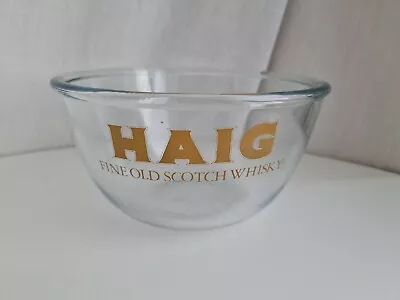 HAIG
FINE OLD SCOTCH WHISKY